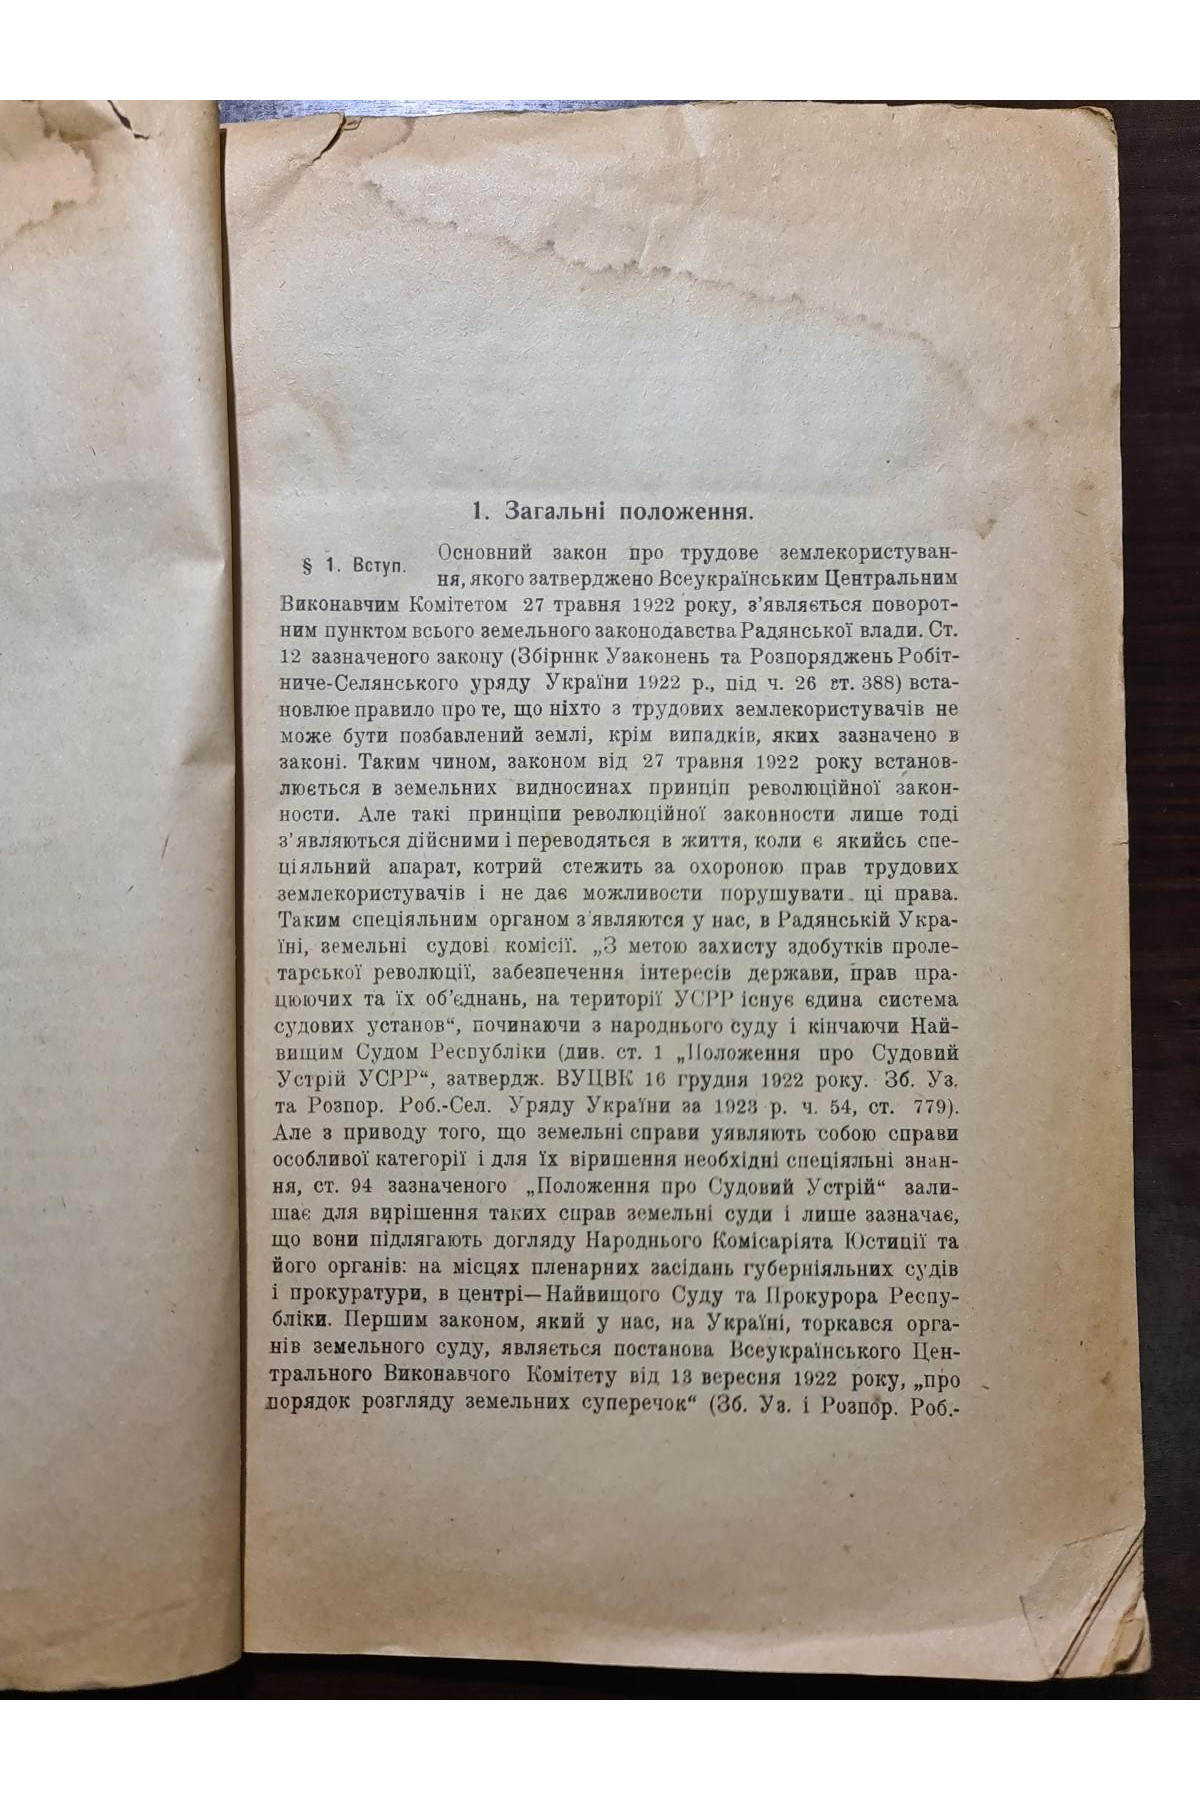 1. Загальні положення.
§ 1. Вступ. Основний закон про трудове землекористуван-
ня, якого затверджено Всеукраїнським Центральним
Виконавчим Комітетом 27 травня 1922 року, з’являється поворот-
ним пунктом всього земельного законодавства Радянської влади. Ст.
12 зазначеного закону (Збірник Узаконень та Розпоряджень Робіт-
ниче-Селянського уряду України 1922 р., під ч. 26 ст. 388) вста-
новлює правило про те, що ніхто з трудових землекористувачів не
може бути позбавлений землі, крім випадків, яких зазначено в
законі. Таким чином, законом від 27 травня 1922 року встанов-
люється в земельних видносинах принціп революційної закон-
ности. Але такі принціпи революційної законности лише тоді
з’являються дійсними і переводяться в життя, коли є якийсь спе-
ціяльний апарат, котрий стежить за охороною прав трудових
землекористувачів і не дає можливости порушувати ці права.
Таким спеціяльним органом з’являются у нас, в Радянській Укра-
їні, земельні судові комісії. „З метою захисту здобутків проле-
тарської революції, забезпечення інтересів держави, прав пра-
цюючих та їх об’єднань, на території УСРР існує єдина система
судових установ“, починаючи з народнього суду і кінчаючи Най-
вищим Судом Республіки (див. ст. 1 „Положення про Судовий
Устрій УСРР“, затвердж. ВУЦВК 16 грудня 1922 року. Зб. Уз.
та Розпор. Роб.-Сел. Уряду України за 1923 р. ч. 54, ст. 779).
Але з приводу того, що земельні справи уявляють собою справи
особливої категорії і для їх віришення необхідні спеціяльні знан-
ня, ст. 94 зазначеного „Положення про Судовий Устрій“ зали-
шає для вирішення таких справ земельні суди і лише зазначає,
що вони підлягають догляду Народнього Комісаріята Юстиції та
його органів: на місцях пленарних засідань губерніяльних судів
і прокуратури, в центрі—Найвищого Суду та Прокурора Респу-
бліки. Першим законом, який у нас, на Україні, торкався орга-
нів земельного суду, являється постанова Всеукраїнського Цен-
трального Виконавчого Комітету від 13 вересня 1922 року, „про
порядок розгляду земельних суперечок“ (Зб. Уз. і Розпор. Роб.-